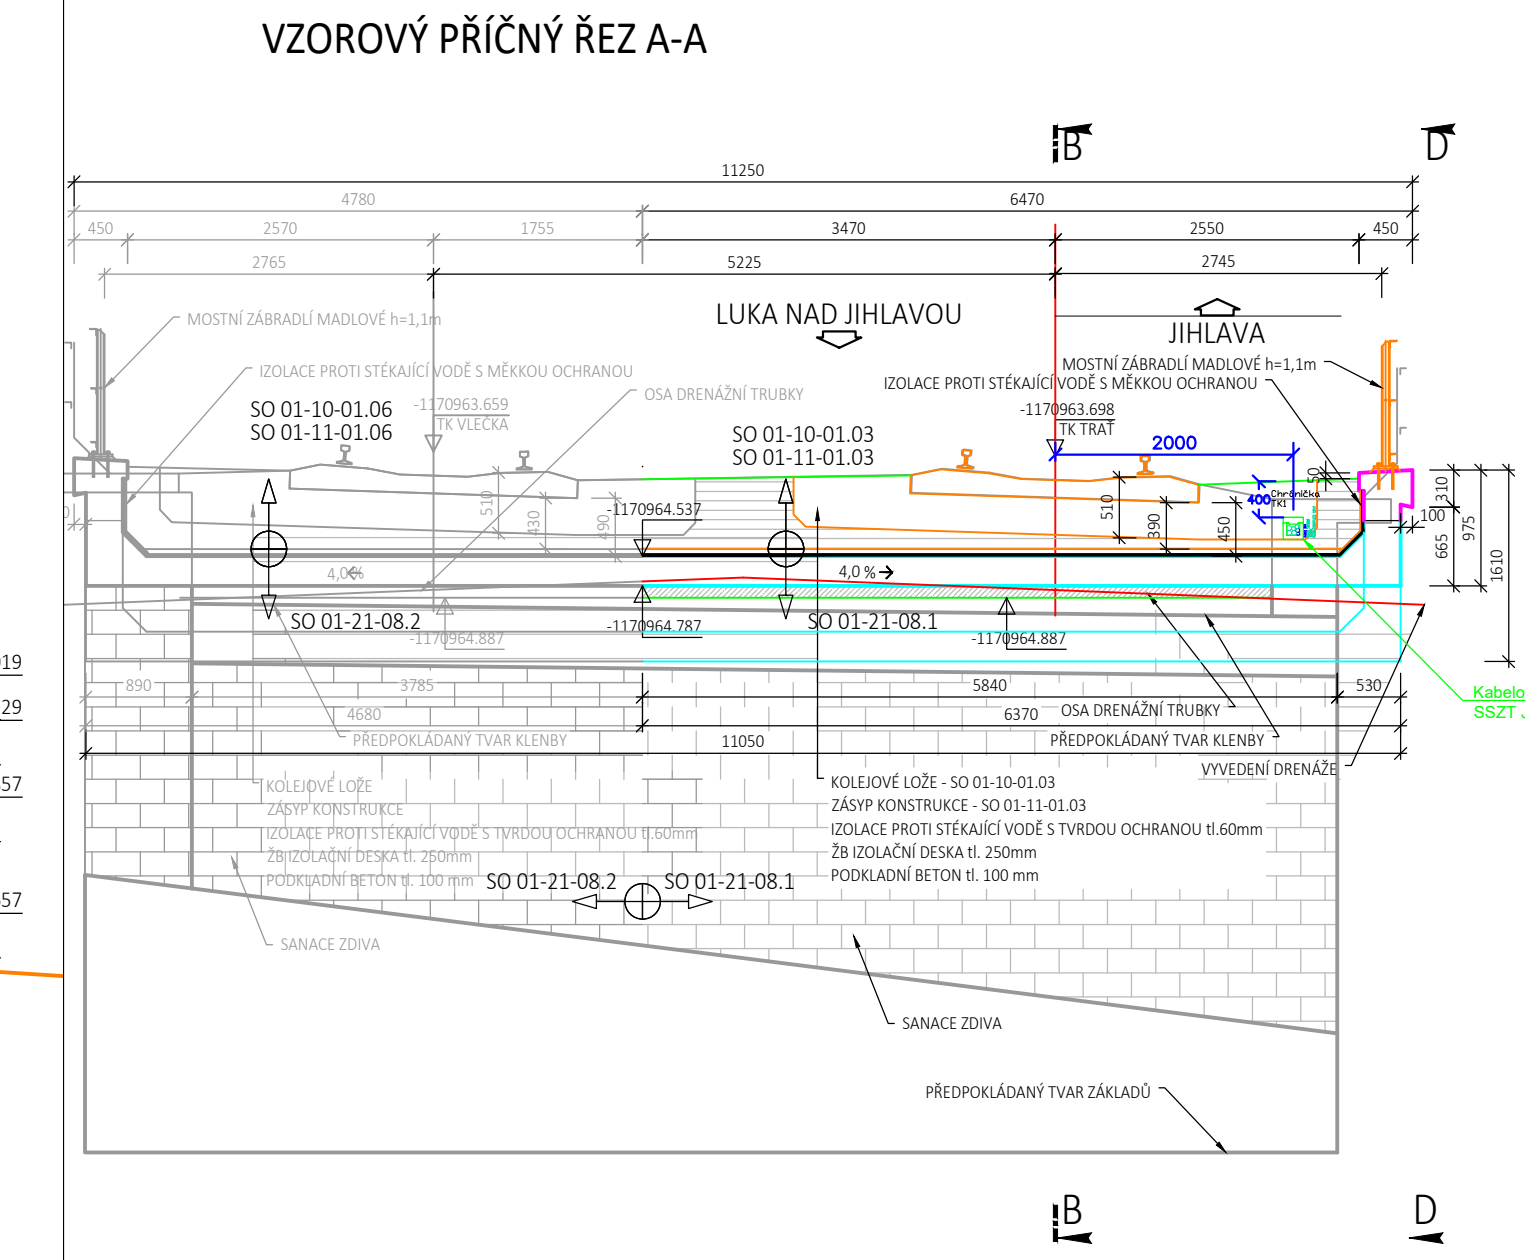 VZOROVÝ PŘÍČNÝ ŘEZ A-A
B
D
11250
4780
6470
450
2570
1755
3470
2550
450
2765
5225
2745
LUKA NAD JIHLAVOU
JIHLAVA
MOSTNÍ ZÁBRADLÍ MADLOVÉ h=1,1m
MOSTNÍ ZÁBRADLÍ MADLOVÉ h=1,1m
IZOLACE PROTI STÉKAJÍCÍ VODĚ S MĚKKOU OCHRANOU
IZOLACE PROTI STÉKAJÍCÍ VODĚ S MĚKKOU OCHRANOU
OSA DRENÁŽNÍ TRUBKY
SO 01-10-01.06
SO 01-11-01.06
-1170963.659
TK VLEČKA
-1170963.698
TK TRAŤ
SO 01-10-01.03
SO 01-11-01.03
2000
50
310
400
Chránička
TK1
510
430
490
-1170964.537
510
390
450
100
665
975
1610
4,0%
4,0 %
SO 01-21-08.2
-1170964.887
-1170964.787
SO 01-21-08.1
-1170964.887
890
3785
5840
530
4680
6370
OSA DRENÁŽNÍ TRUBKY
PŘEDPOKLÁDANÝ TVAR KLENBY
11050
PŘEDPOKLÁDANÝ TVAR KLENBY
VYVEDENÍ DRENÁŽE
Kabelo
SSZT J
19
29
57
57
KOLEJOVÉ LOŽE
ZÁSYP KONSTRUKCE
IZOLACE PROTI STÉKAJÍCÍ VODĚ S TVRDOU OCHRANOU tl.60mm
ŽB IZOLAČNÍ DESKA tl. 250mm
PODKLADNÍ BETON tl. 100 mm
KOLEJOVÉ LOŽE - SO 01-10-01.03
ZÁSYP KONSTRUKCE - SO 01-11-01.03
IZOLACE PROTI STÉKAJÍCÍ VODĚ S TVRDOU OCHRANOU tl.60mm
ŽB IZOLAČNÍ DESKA tl. 250mm
PODKLADNÍ BETON tl. 100 mm
SO 01-21-08.2
SO 01-21-08.1
SANACE ZDIVA
SANACE ZDIVA
PŘEDPOKLÁDANÝ TVAR ZÁKLADŮ
B
D